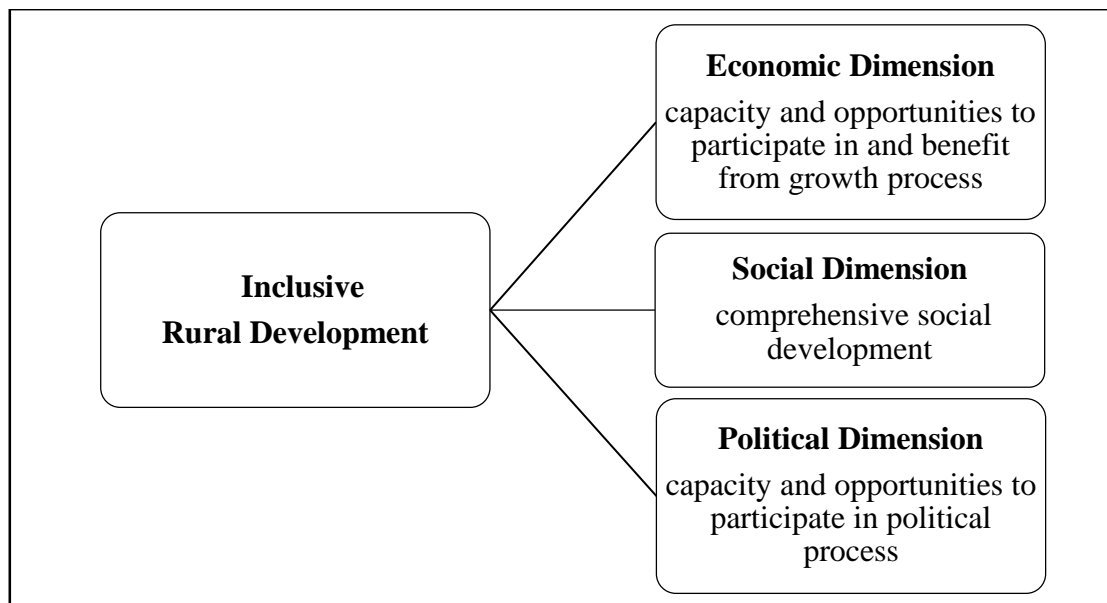 Inclusive
Rural Development
Economic Dimension
capacity and opportunities to
participate in and benefit
from growth process
Social Dimension
comprehensive social
development
Political Dimension
capacity and opportunities to
participate in political
process